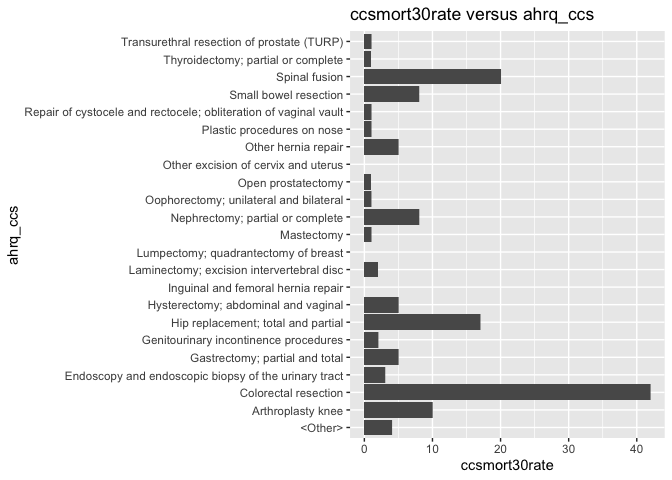 ccsmort30rate versus ahrq_ccs
Transurethral resection of prostate (TURP)
Thyroidectomy; partial or complete
Spinal fusion
Small bowel resection
Repair of cystocele and rectocele; obliteration of vaginal vault
Plastic procedures on nose
Other hernia repair
Other excision of cervix and uterus
Open prostatectomy
Oophorectomy; unilateral and bilateral
Nephrectomy; partial or complete
Mastectomy
Lumpectomy; quadrantectomy of breast
Laminectomy; excision intervertebral disc
Inguinal and femoral hernia repair
Hysterectomy; abdominal and vaginal
Hip replacement; total and partial
Genitourinary incontinence procedures
Gastrectomy; partial and total
Endoscopy and endoscopic biopsy of the urinary tract
Colorectal resection
Arthroplasty knee
<Other>
ahrq_ccs
0 10 20 30 40
ccsmort30rate